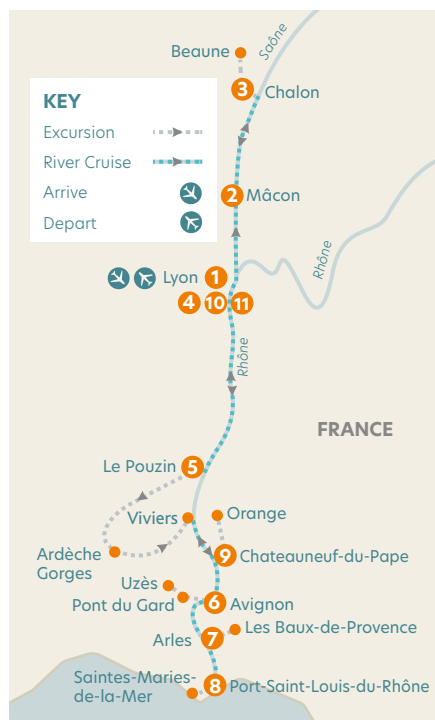 Beaune
Saône
3
Chalon
KEY
Excursion
River Cruise
Arrive
Depart
2
Mâcon
Rhône
Lyon
1
4
10
11
Rhône
FRANCE
Le Pouzin
5
Viviers
Orange
Ardèche
Gorges
9
Chateauneuf-du-Pape
Uzès
Pont du Gard
6
Avignon
Arles
7
Les Baux-de-Provence
Saintes-Maries-
de-la-Mer
8
Port-Saint-Louis-du-Rhône